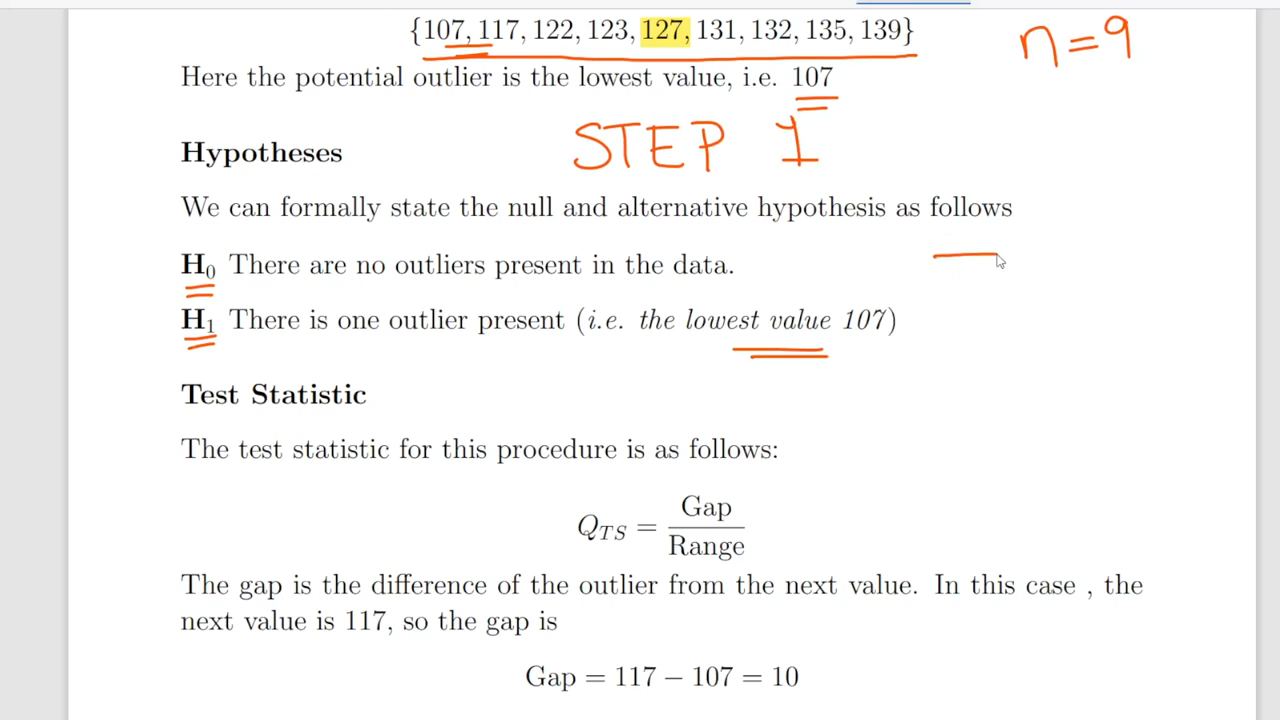 {107, 117, 122, 123, 127, 131, 132, 135, 139}
n=9
Here the potential outlier is the lowest value, i.e. 107
STEP 1
Hypotheses
We can formally state the null and alternative hypothesis as follows
H₀ There are no outliers present in the data.
H₁ There is one outlier present (i.e. the lowest value 107)
Test Statistic
The test statistic for this procedure is as follows:
Q_TS = Gap / Range
The gap is the difference of the outlier from the next value. In this case , the
next value is 117, so the gap is
Gap = 117 − 107 = 10